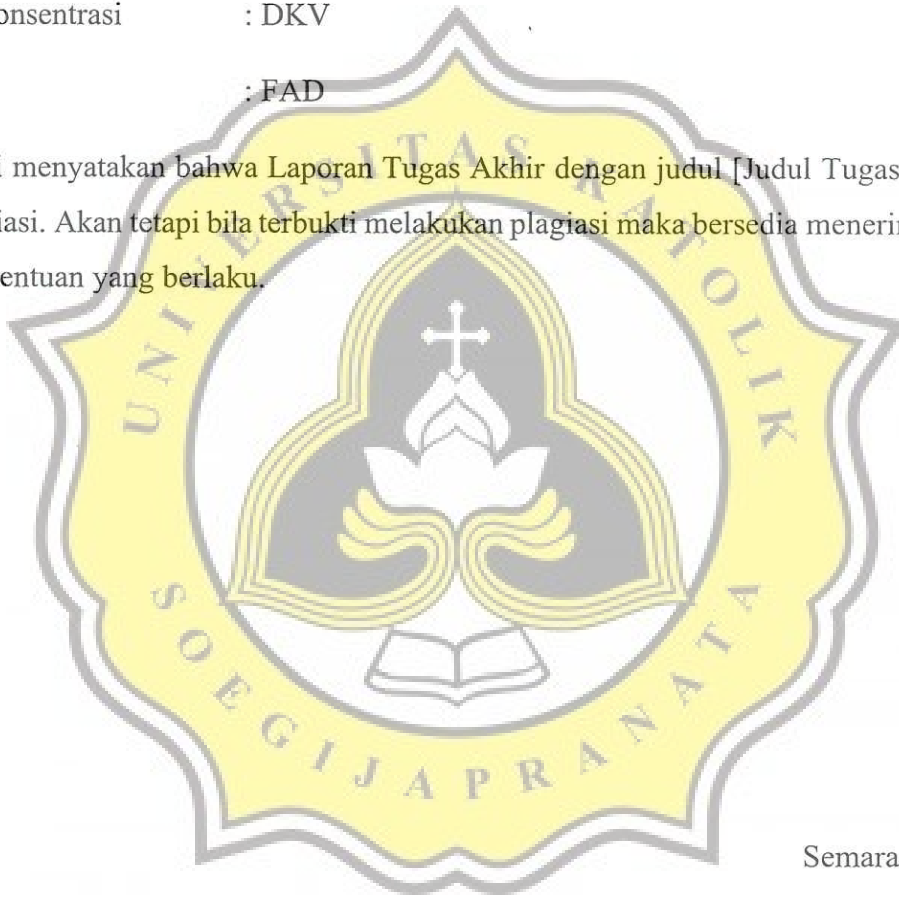 onsentrasi : DKV
: FAD
i menyatakan bahwa Laporan Tugas Akhir dengan judul [Judul Tugas
iasi. Akan tetapi bila terbukti melakukan plagiasi maka bersedia menerin
entuan yang berlaku.
UNIVERSITAS KATOLIK
SOEGIJAPRANATA
Semara